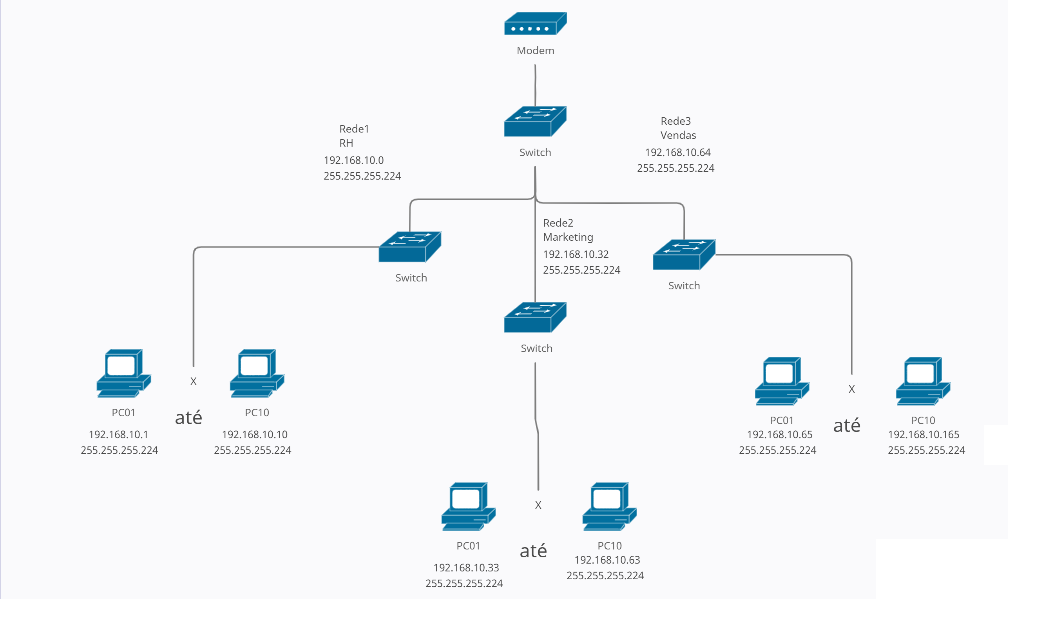 Modem
Switch
Rede1
RH
192.168.10.0
255.255.255.224
Rede3
Vendas
192.168.10.64
255.255.255.224
Rede2
Marketing
192.168.10.32
255.255.255.224
Switch
Switch
Switch
X
PC01
192.168.10.1
255.255.255.224
até
PC10
192.168.10.10
255.255.255.224
X
PC01
192.168.10.65
255.255.255.224
até
PC10
192.168.10.165
255.255.255.224
X
PC01
192.168.10.33
255.255.255.224
até
PC10
192.168.10.63
255.255.255.224